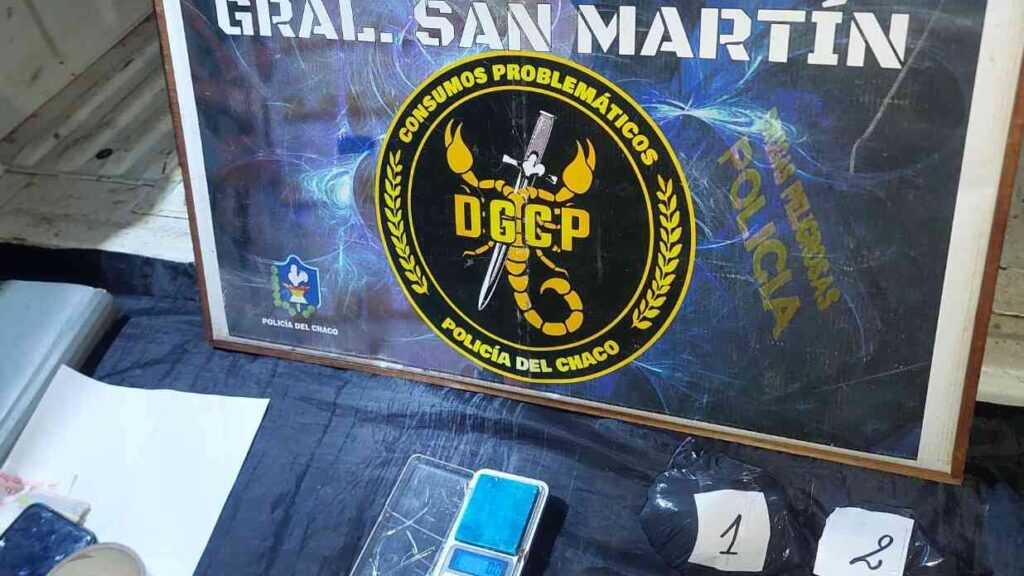 GRAL. SAN MARTÍN
CONSUMOS PROBLEMÁTICOS
DGCP
POLICÍA DEL CHACO
POLICÍA DEL CHACO
POLICIA
1
2